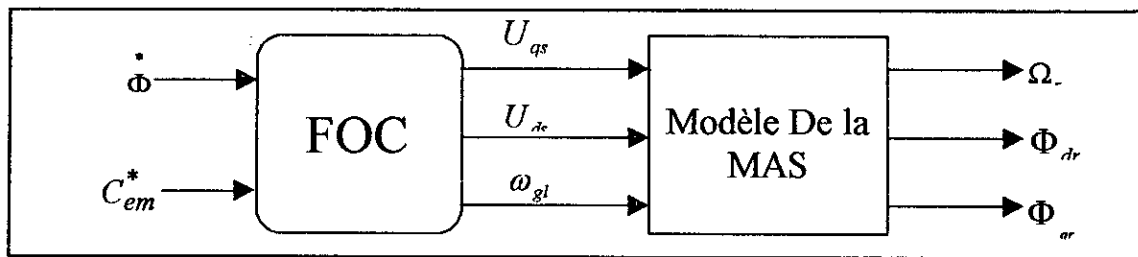 Φ*
C*em
FOC
Uqs
Uds
ωgl
Modèle De la
MAS
Ωr
Φdr
Φqr